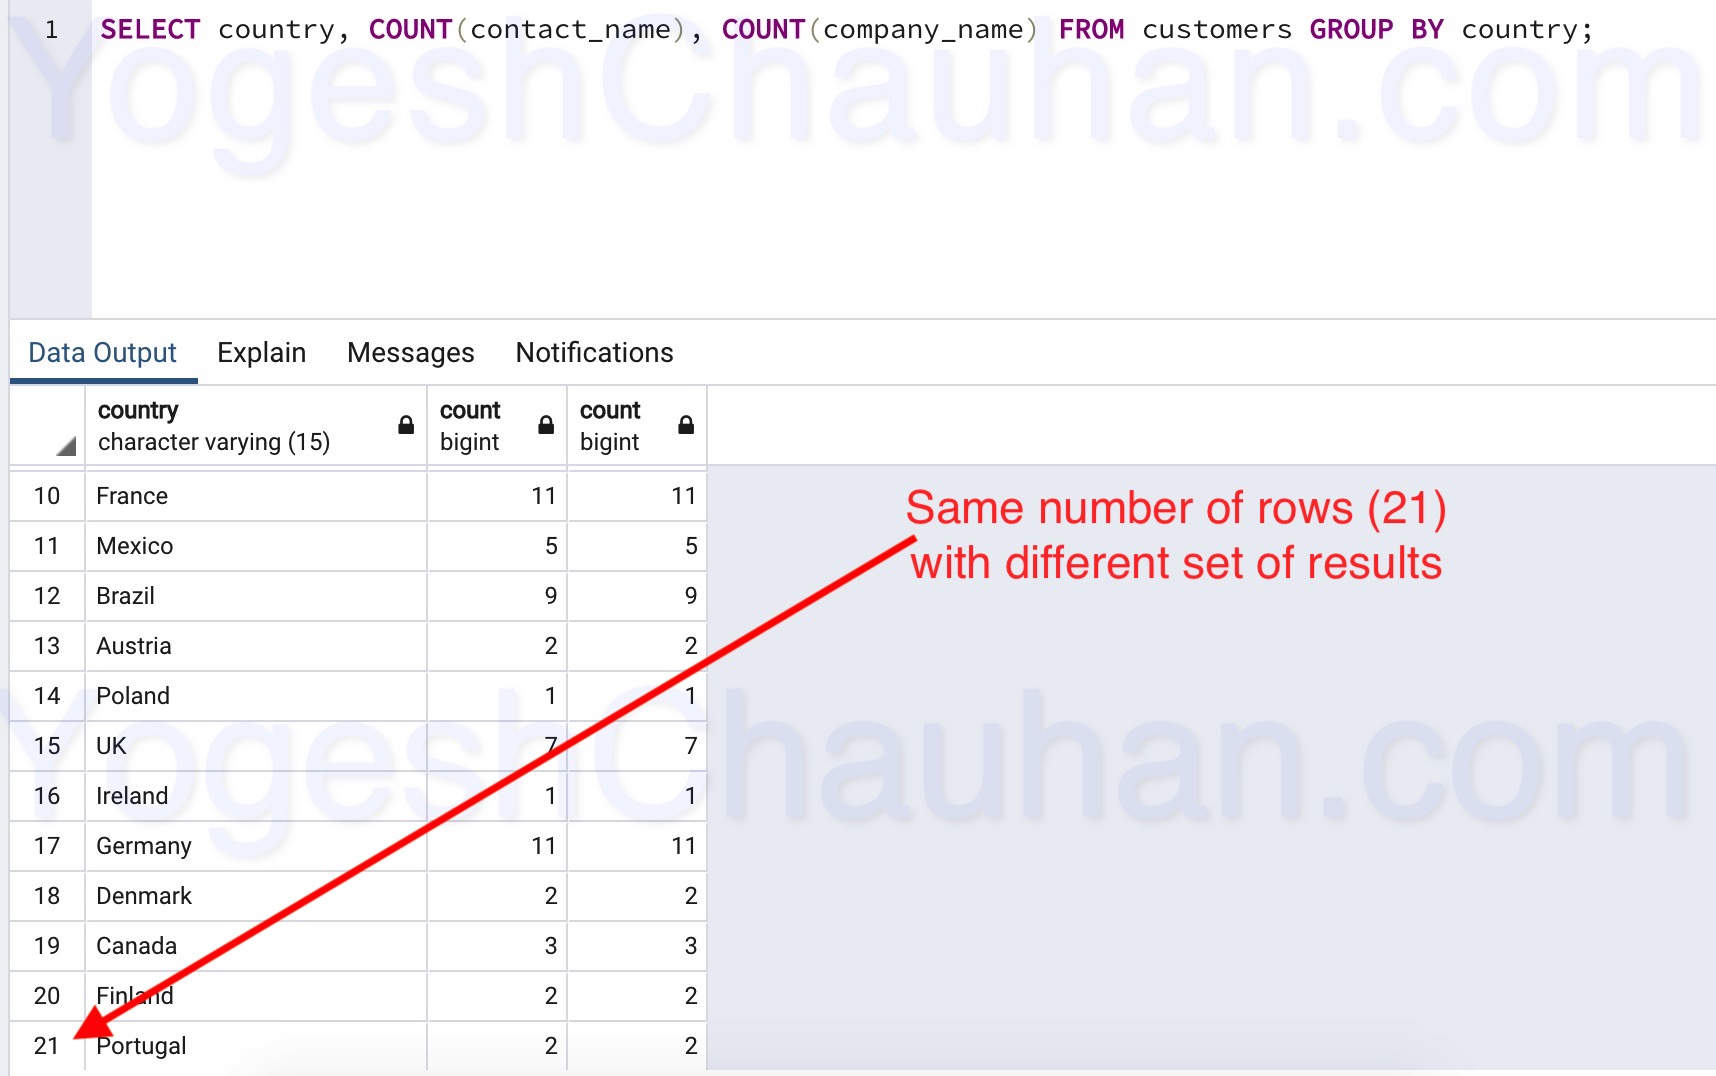 1 SELECT country, COUNT(contact_name), COUNT(company_name) FROM customers GROUP BY country;
YogeshChauhan.com
Data Output Explain Messages Notifications
country count count
character varying (15) bigint bigint
10 France 11 11
Same number of rows (21)
11 Mexico 5 5
with different set of results
12 Brazil 9 9
13 Austria 2 2
14 Poland 1 1
15 UK 7 7
YogeshChauhan.com
16 Ireland 1 1
17 Germany 11 11
18 Denmark 2 2
19 Canada 3 3
20 Finland 2 2
21 Portugal 2 2